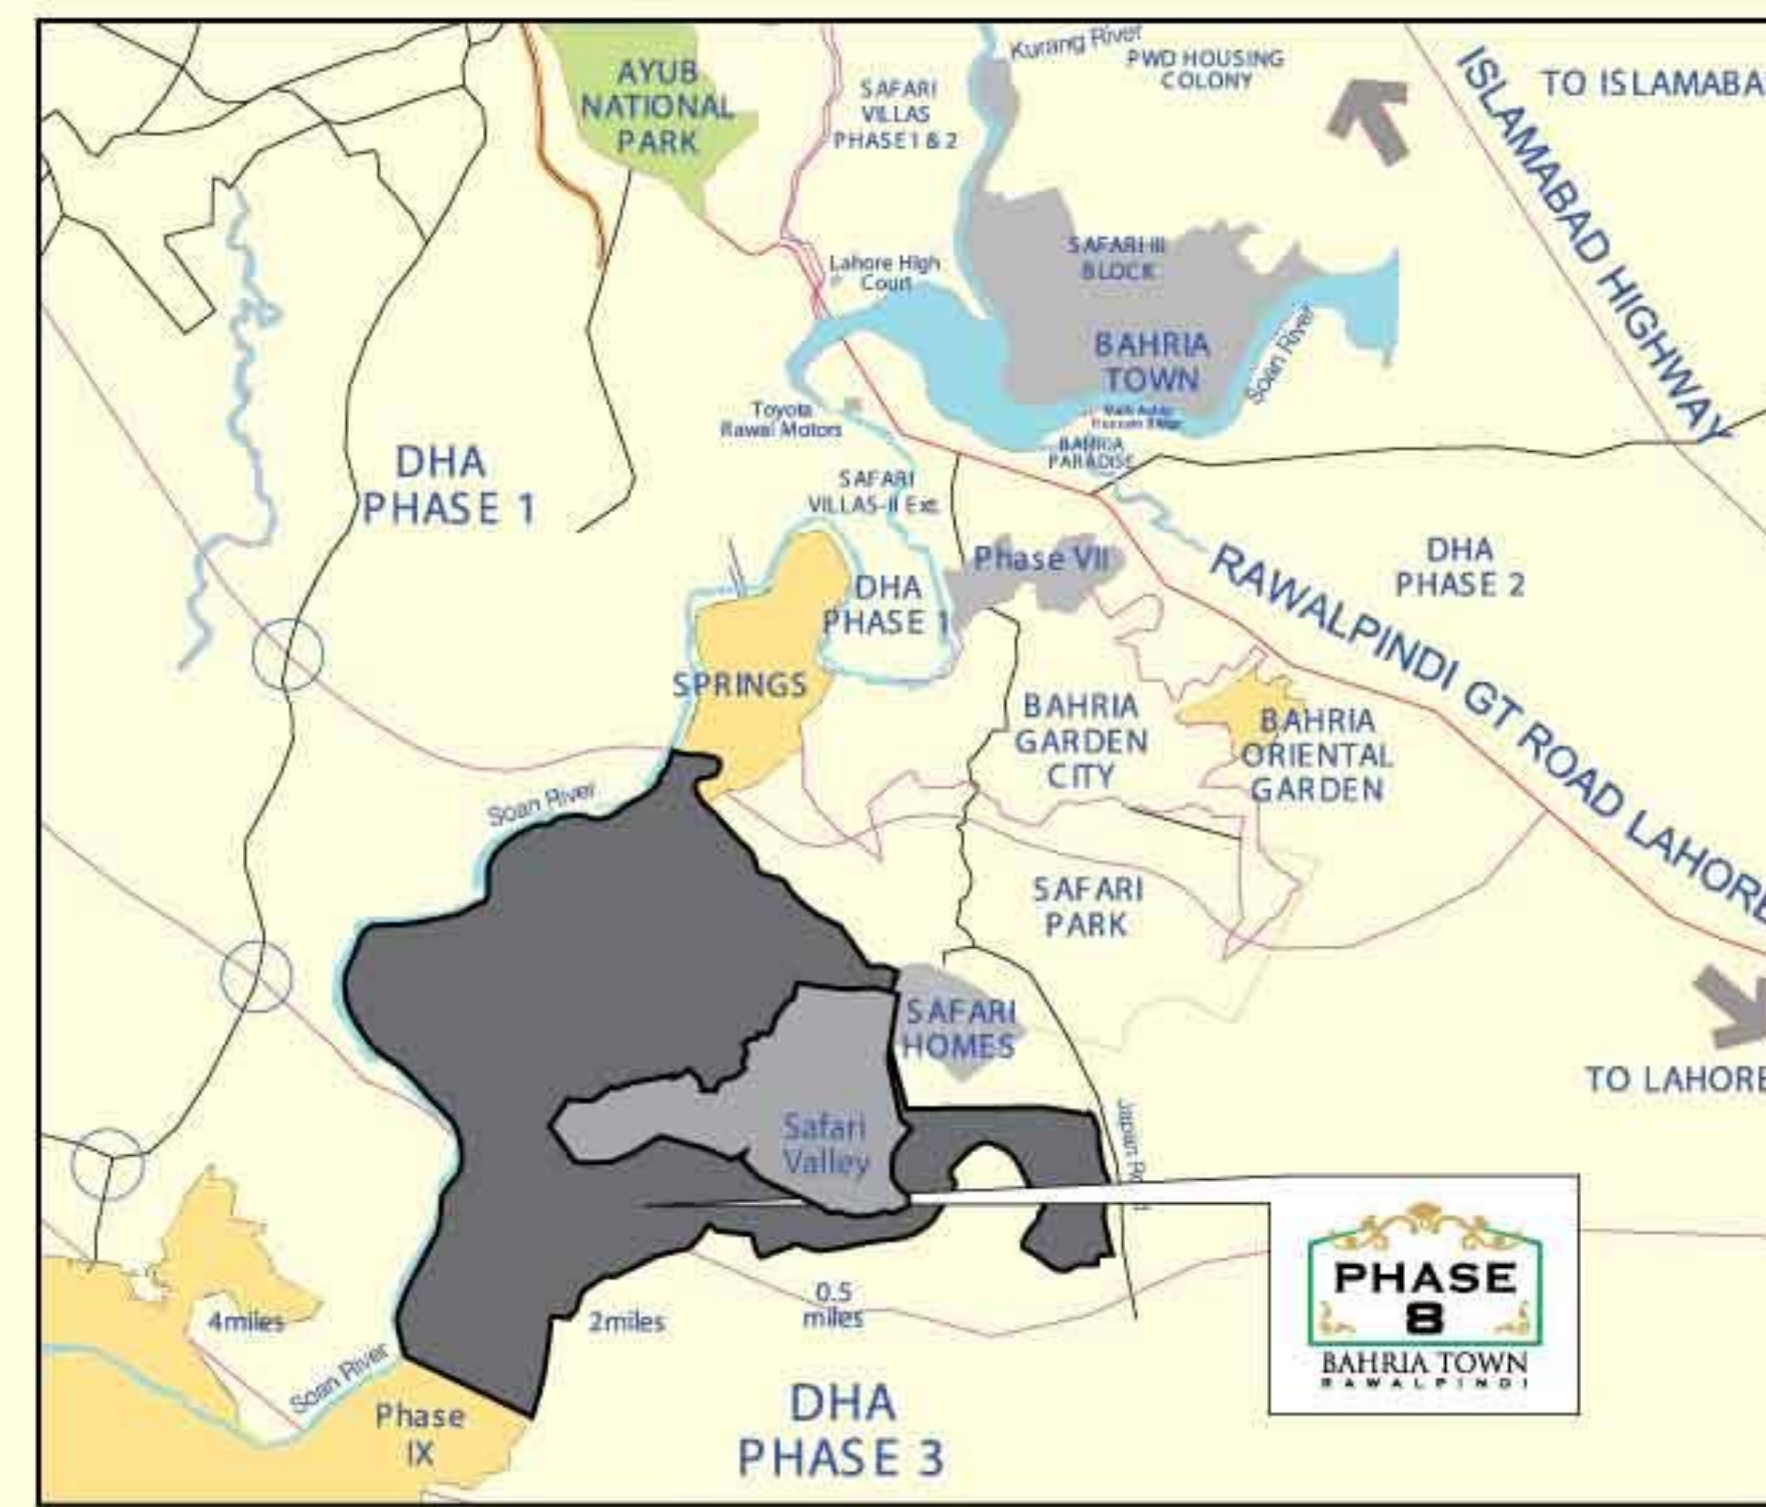 Kurang River
PWD HOUSING
COLONY
AYUB
NATIONAL
PARK
SAFARI
VILLAS
PHASE 1 & 2
TO ISLAMABA
ISLAMABAD HIGHWAY
SAFARI III
BLOCK
Lahore High
Court
BAHRIA
TOWN
Soan River
Toyota
Rawal Motors
BAHRIA
PARADISE
DHA
PHASE 1
SAFARI
VILLAS-II Ext.
Phase VII
DHA
PHASE 2
DHA
PHASE 1
RAWALPINDI GT ROAD LAHORE
SPRINGS
BAHRIA
GARDEN
CITY
BAHRIA
ORIENTAL
GARDEN
Soan River
SAFARI
PARK
SAFARI
HOMES
TO LAHORE
Safari
Valley
Japan
4miles
2miles
0.5
miles
PHASE
8
BAHRIA TOWN
RAWALPINDI
Soan River
Phase
IX
DHA
PHASE 3